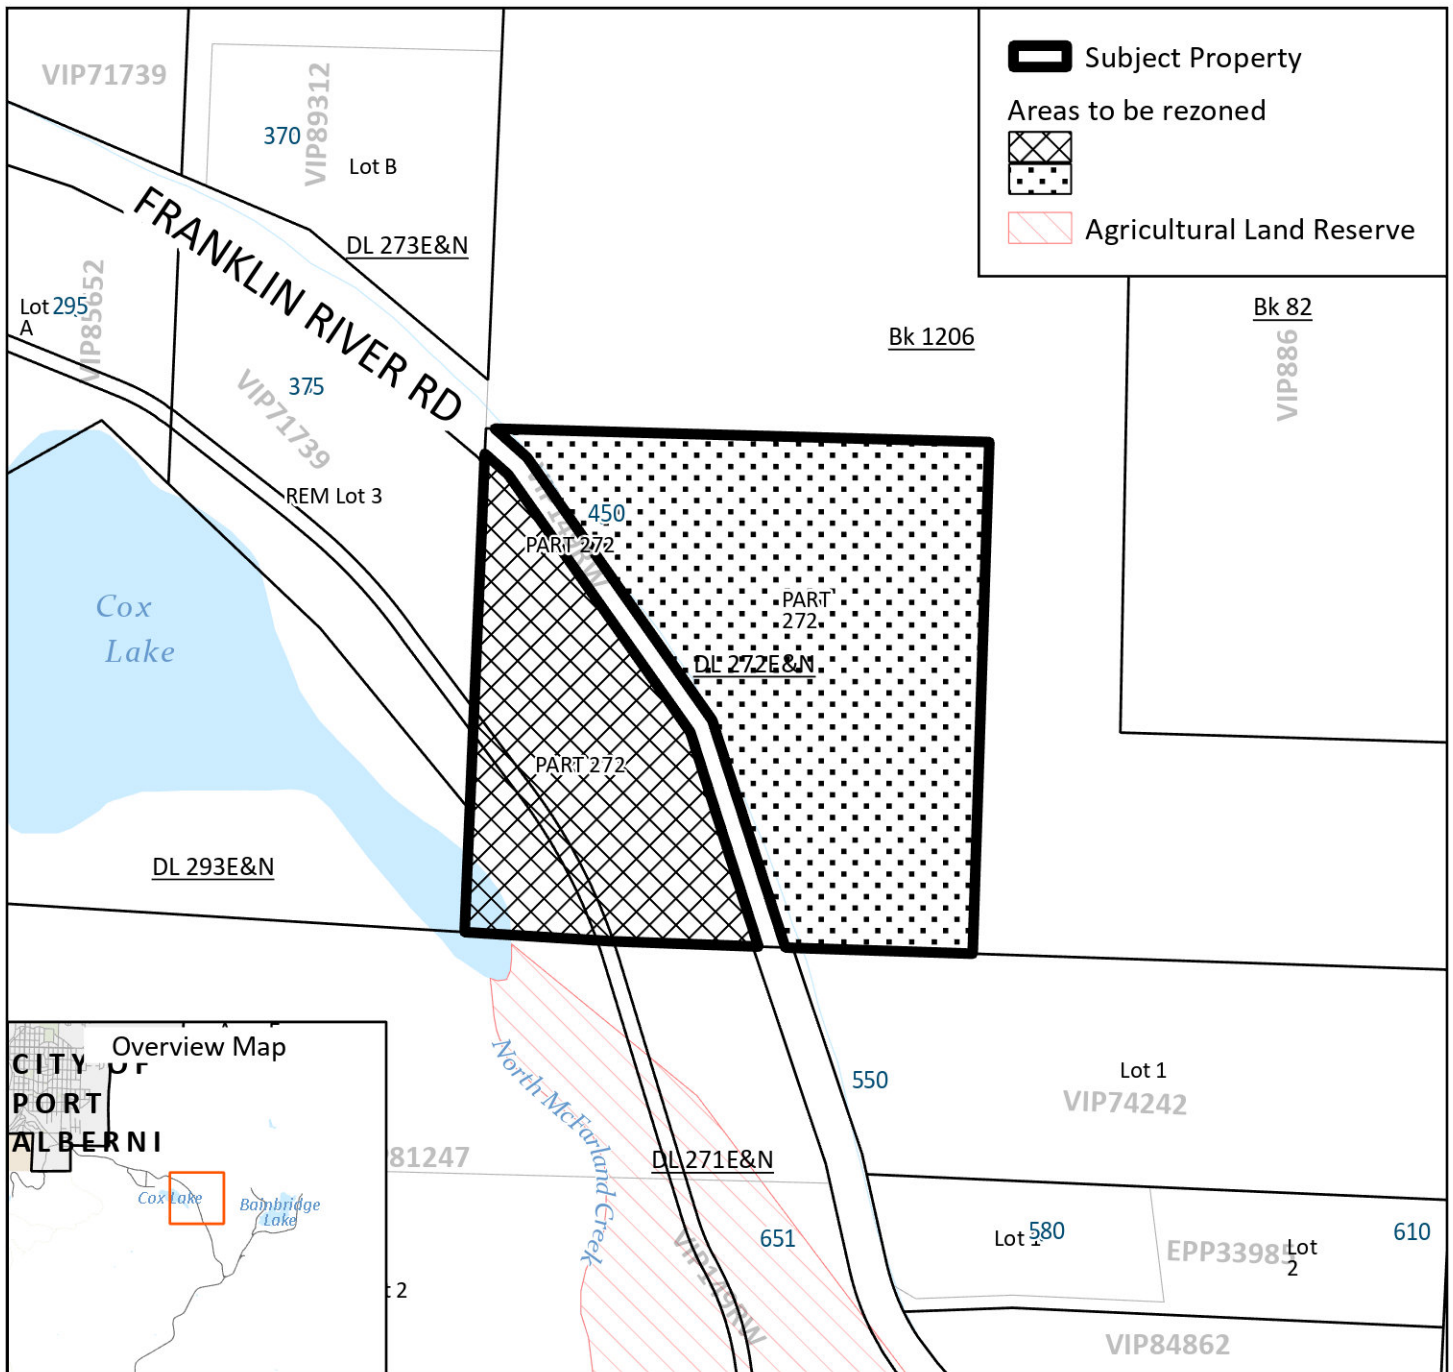 Subject Property
Areas to be rezoned
Agricultural Land Reserve
VIP71739
VIP89312
370
Lot B
DL 273E&N
FRANKLIN RIVER RD
Lot 295
A
VIP85652
375
VIP71739
REM Lot 3
Bk 1206
Bk 82
VIP886
Cox
Lake
450
PART 272
PART
272
DL 272E&N
PART 272
DL 293E&N
North McFarland Creek
550
Lot 1
VIP74242
81247
DL 271E&N
651
VIP149RW
Lot 1
580
EPP33985
Lot
2
610
2
VIP84862
Overview Map
CITY OF
PORT
ALBERNI
Cox Lake
Bainbridge
Lake